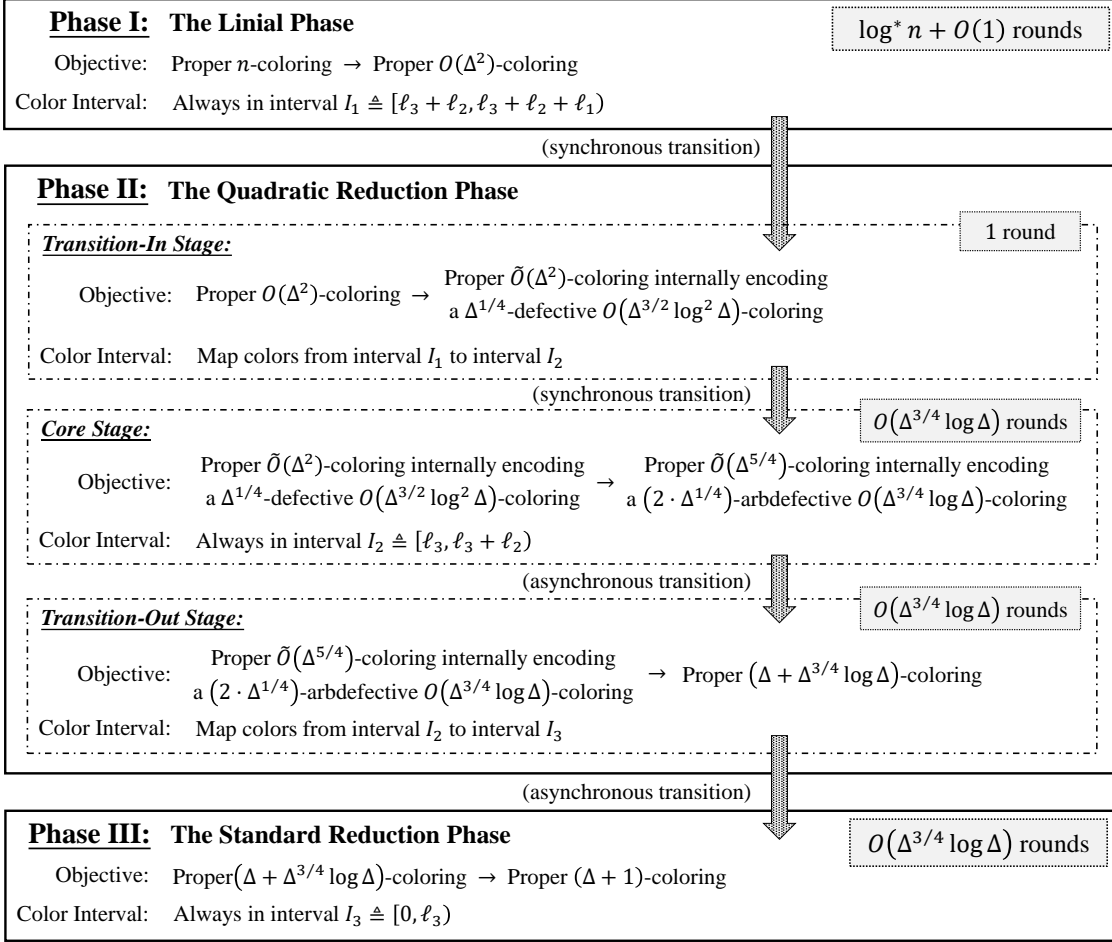 Phase I: The Linial Phase
log* n + O(1) rounds
Objective: Proper n-coloring → Proper O(Δ²)-coloring
Color Interval: Always in interval I₁ ≜ [ℓ₃ + ℓ₂, ℓ₃ + ℓ₂ + ℓ₁)
(synchronous transition)
Phase II: The Quadratic Reduction Phase
Transition-In Stage:
1 round
Objective: Proper O(Δ²)-coloring → Proper Õ(Δ²)-coloring internally encoding
a Δ^{1/4}-defective O(Δ^{3/2} log² Δ)-coloring
Color Interval: Map colors from interval I₁ to interval I₂
(synchronous transition)
Core Stage:
O(Δ^{3/4} log Δ) rounds
Objective: Proper Õ(Δ²)-coloring internally encoding → Proper Õ(Δ^{5/4})-coloring internally encoding
a Δ^{1/4}-defective O(Δ^{3/2} log² Δ)-coloring a (2 · Δ^{1/4})-arbdefective O(Δ^{3/4} log Δ)-coloring
Color Interval: Always in interval I₂ ≜ [ℓ₃, ℓ₃ + ℓ₂)
(asynchronous transition)
Transition-Out Stage:
O(Δ^{3/4} log Δ) rounds
Objective: Proper Õ(Δ^{5/4})-coloring internally encoding
a (2 · Δ^{1/4})-arbdefective O(Δ^{3/4} log Δ)-coloring → Proper (Δ + Δ^{3/4} log Δ)-coloring
Color Interval: Map colors from interval I₂ to interval I₃
(asynchronous transition)
Phase III: The Standard Reduction Phase
O(Δ^{3/4} log Δ) rounds
Objective: Proper(Δ + Δ^{3/4} log Δ)-coloring → Proper (Δ + 1)-coloring
Color Interval: Always in interval I₃ ≜ [0, ℓ₃)